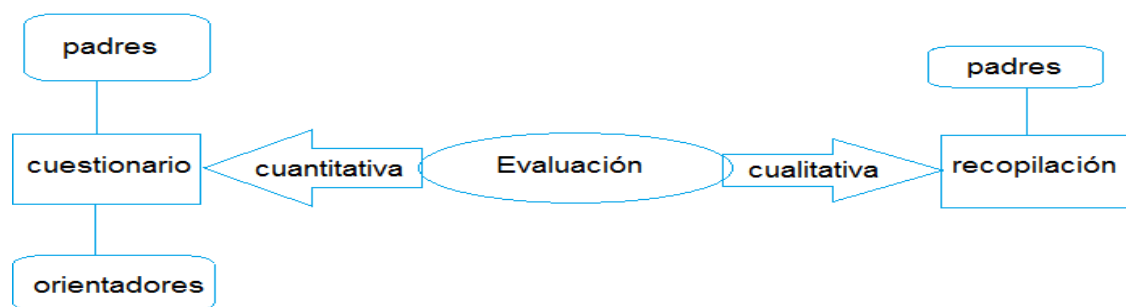 padres
padres
cuestionario
cuantitativa
Evaluación
cualitativa
recopilación
orientadores